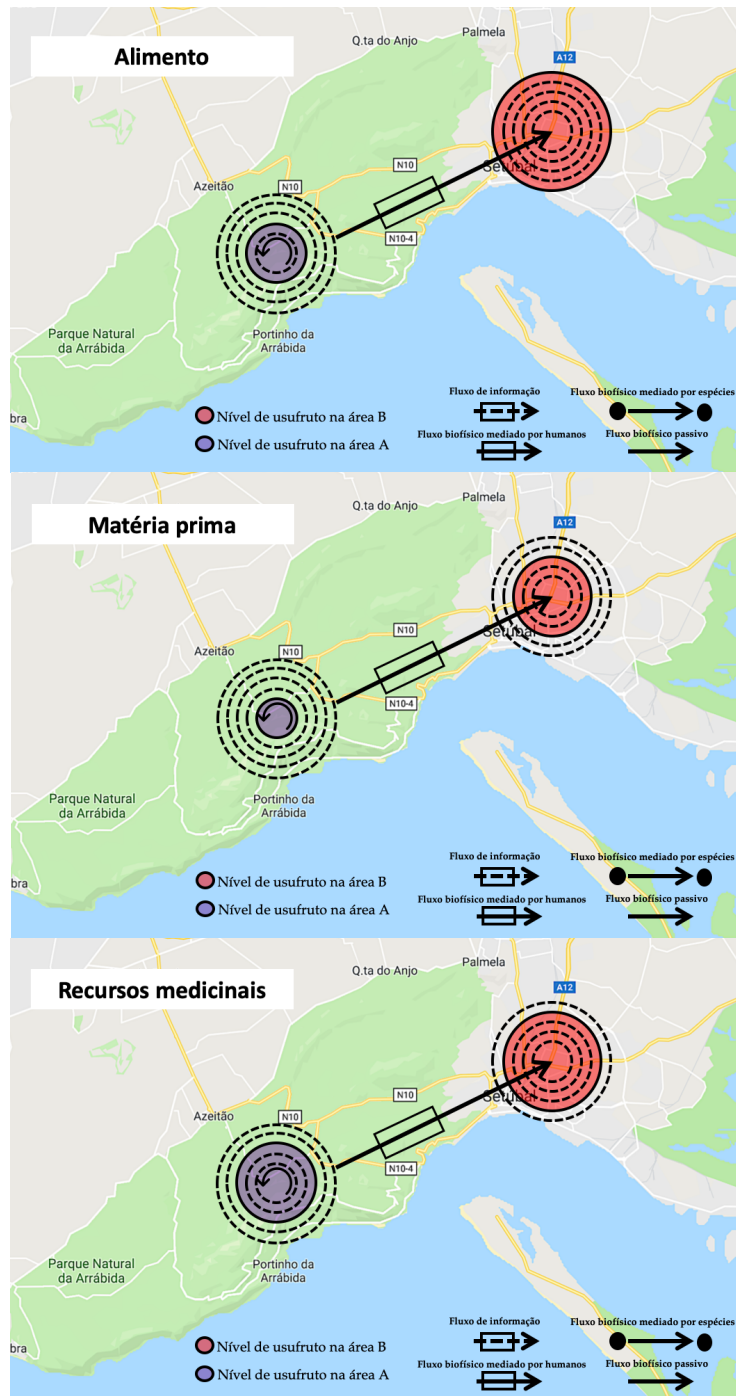 Alimento
Q.ta do Anjo
Palmela
A12
N10
Setúbal
Azeitão
N10
N10-4
Parque Natural
da Arrábida
Portinho da
Arrábida
bra
Fluxo de informação
Fluxo biofísico mediado por espécies
Nível de usufruto na área B
Fluxo biofísico mediado por humanos
Fluxo biofísico passivo
Nível de usufruto na área A
Matéria prima
Q.ta do Anjo
Palmela
A12
N10
Setúbal
Azeitão
N10
N10-4
Parque Natural
da Arrábida
Portinho da
Arrábida
bra
Fluxo de informação
Fluxo biofísico mediado por espécies
Nível de usufruto na área B
Fluxo biofísico mediado por humanos
Fluxo biofísico passivo
Nível de usufruto na área A
Recursos medicinais
Q.ta do Anjo
Palmela
A12
N10
Setúbal
Azeitão
N10
N10-4
Parque Natural
da Arrábida
Portinho da
Arrábida
bra
Fluxo de informação
Fluxo biofísico mediado por espécies
Nível de usufruto na área B
Fluxo biofísico mediado por humanos
Fluxo biofísico passivo
Nível de usufruto na área A